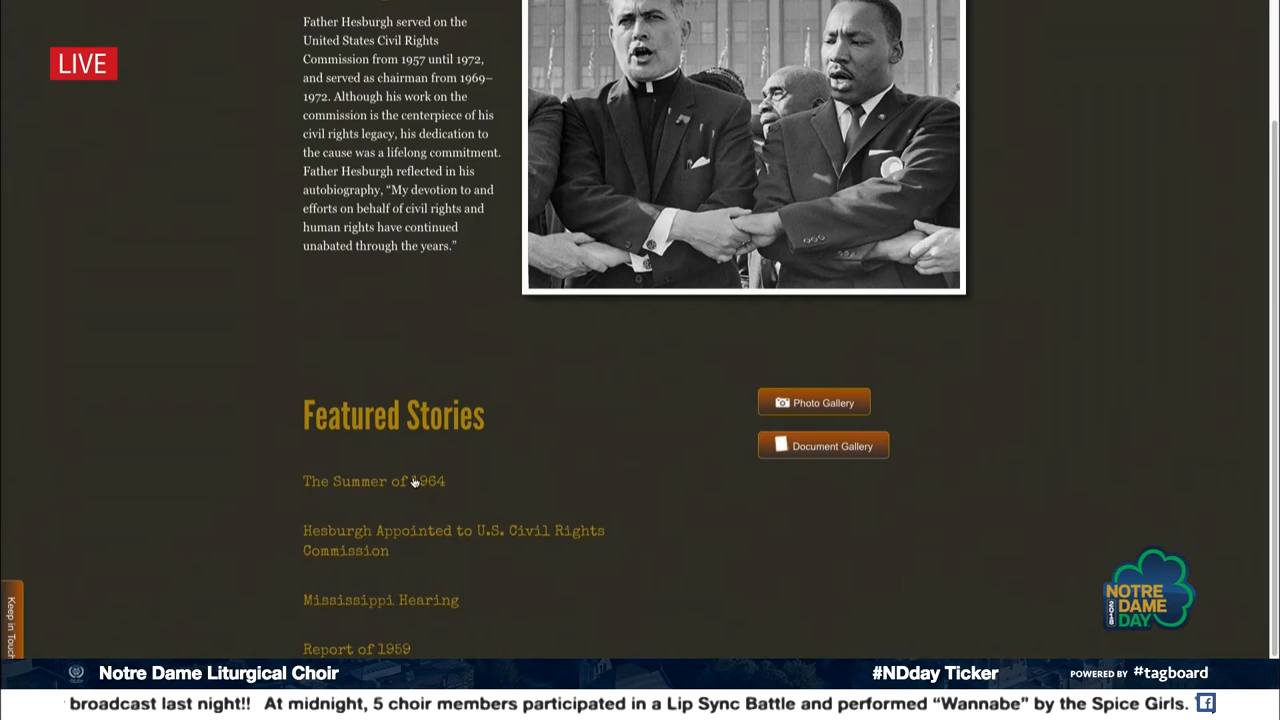 LIVE
Father Hesburgh served on the
United States Civil Rights
Commission from 1957 until 1972,
and served as chairman from 1969–
1972. Although his work on the
commission is the centerpiece of his
civil rights legacy, his dedication to
the cause was a lifelong commitment.
Father Hesburgh reflected in his
autobiography, “My devotion to and
efforts on behalf of civil rights and
human rights have continued
unabated through the years.”
Featured Stories
Photo Gallery
Document Gallery
The Summer of 1964
Hesburgh Appointed to U.S. Civil Rights
Commission
Mississippi Hearing
Report of 1959
Keep in Touch
NOTRE
DAME
DAY
2018
Notre Dame Liturgical Choir
#NDday Ticker
POWERED BY #tagboard
broadcast last night!! At midnight, 5 choir members participated in a Lip Sync Battle and performed “Wannabe” by the Spice Girls.